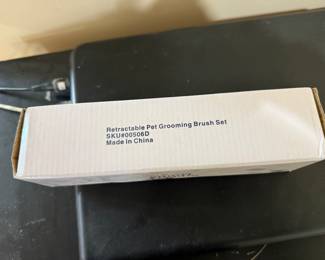 Retractable Pet Grooming Brush Set
SKU#00506D
Made In China